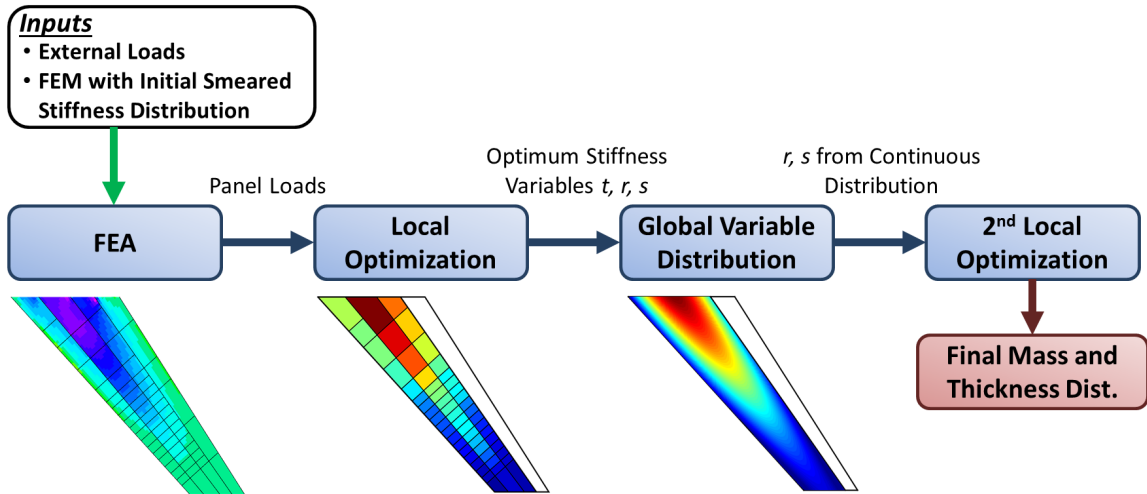 Inputs
• External Loads
• FEM with Initial Smeared
Stiffness Distribution
Panel Loads
Optimum Stiffness
Variables t, r, s
r, s from Continuous
Distribution
FEA
Local
Optimization
Global Variable
Distribution
2nd Local
Optimization
Final Mass and
Thickness Dist.